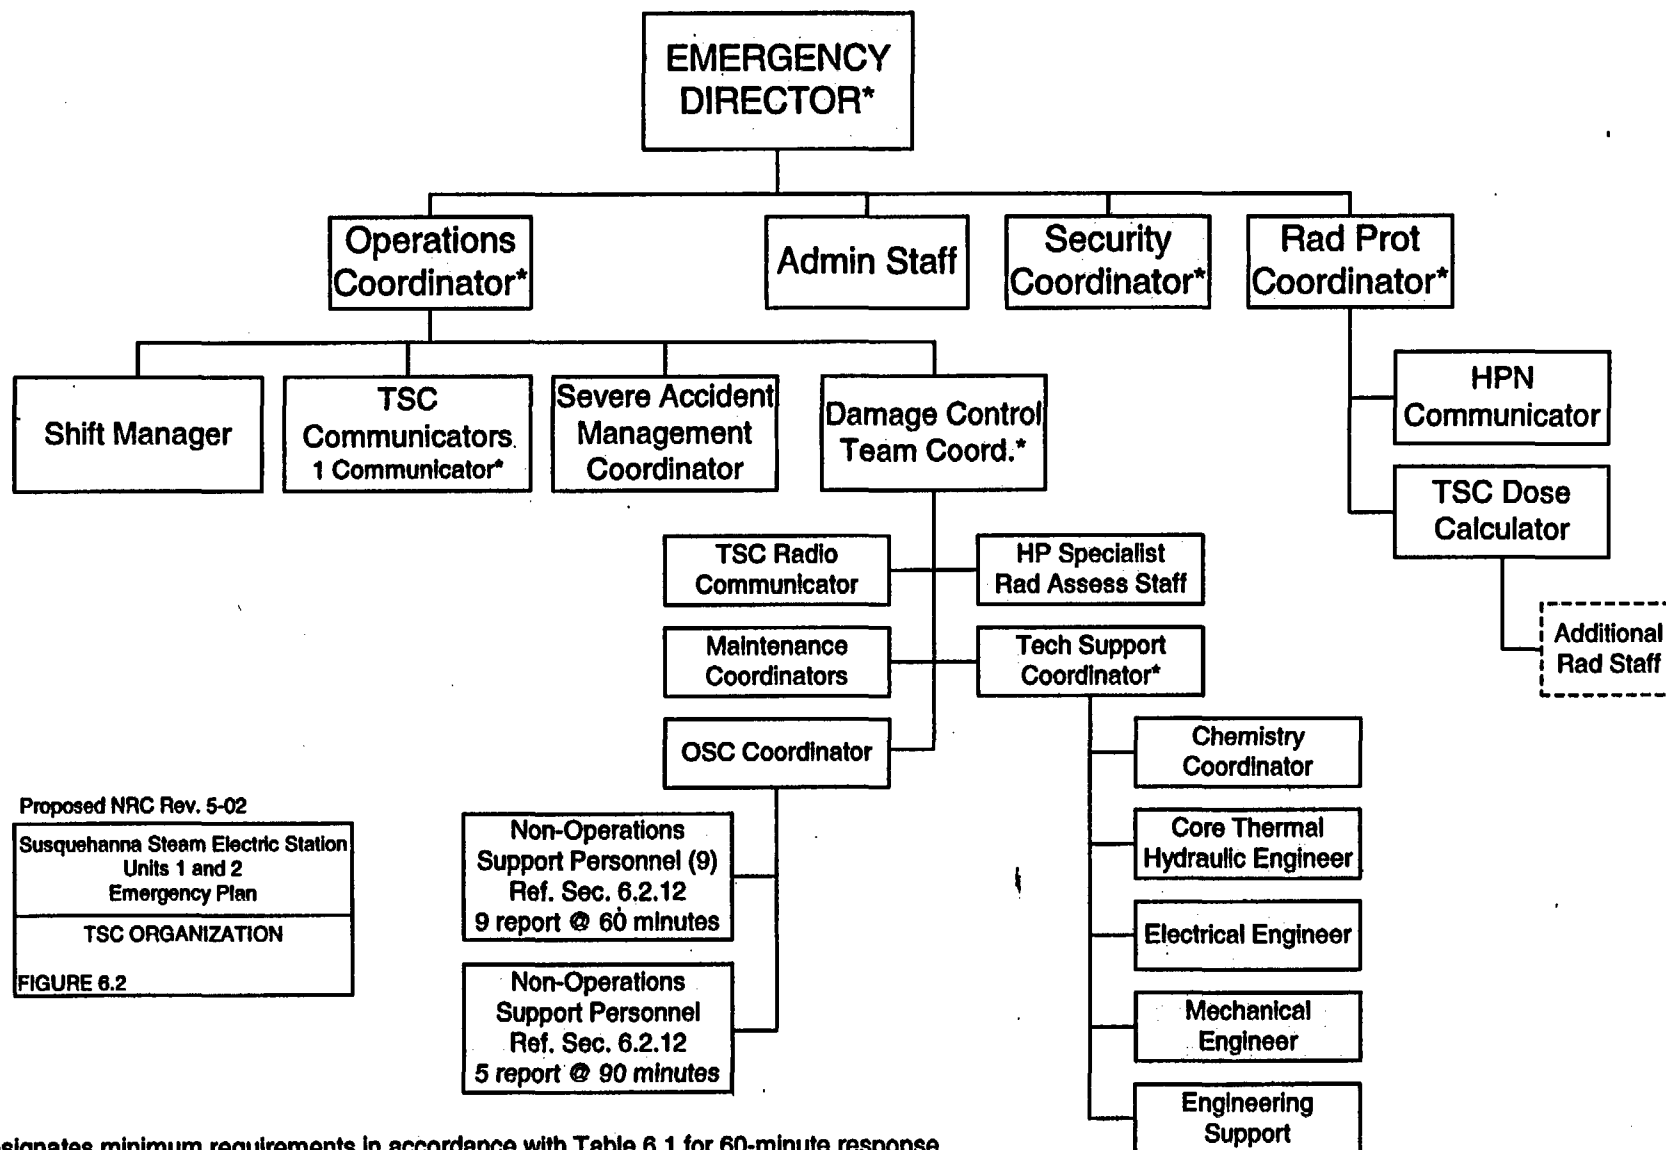 EMERGENCY
DIRECTOR*
Operations
Coordinator*
Admin Staff
Security
Coordinator*
Rad Prot
Coordinator*
Shift Manager
TSC
Communicators
1 Communicator*
Severe Accident
Management
Coordinator
Damage Control
Team Coord.*
HPN
Communicator
TSC Dose
Calculator
Additional
Rad Staff
TSC Radio
Communicator
HP Specialist
Rad Assess Staff
Maintenance
Coordinators
Tech Support
Coordinator*
OSC Coordinator
Chemistry
Coordinator
Core Thermal
Hydraulic Engineer
Electrical Engineer
Mechanical
Engineer
Engineering
Support
Non-Operations
Support Personnel (9)
Ref. Sec. 6.2.12
9 report @ 60 minutes
Non-Operations
Support Personnel
Ref. Sec. 6.2.12
5 report @ 90 minutes
Proposed NRC Rev. 5-02
Susquehanna Steam Electric Station
Units 1 and 2
Emergency Plan
TSC ORGANIZATION
FIGURE 6.2
minimum requirements in accordance with Table 6.1 for 60-minute response